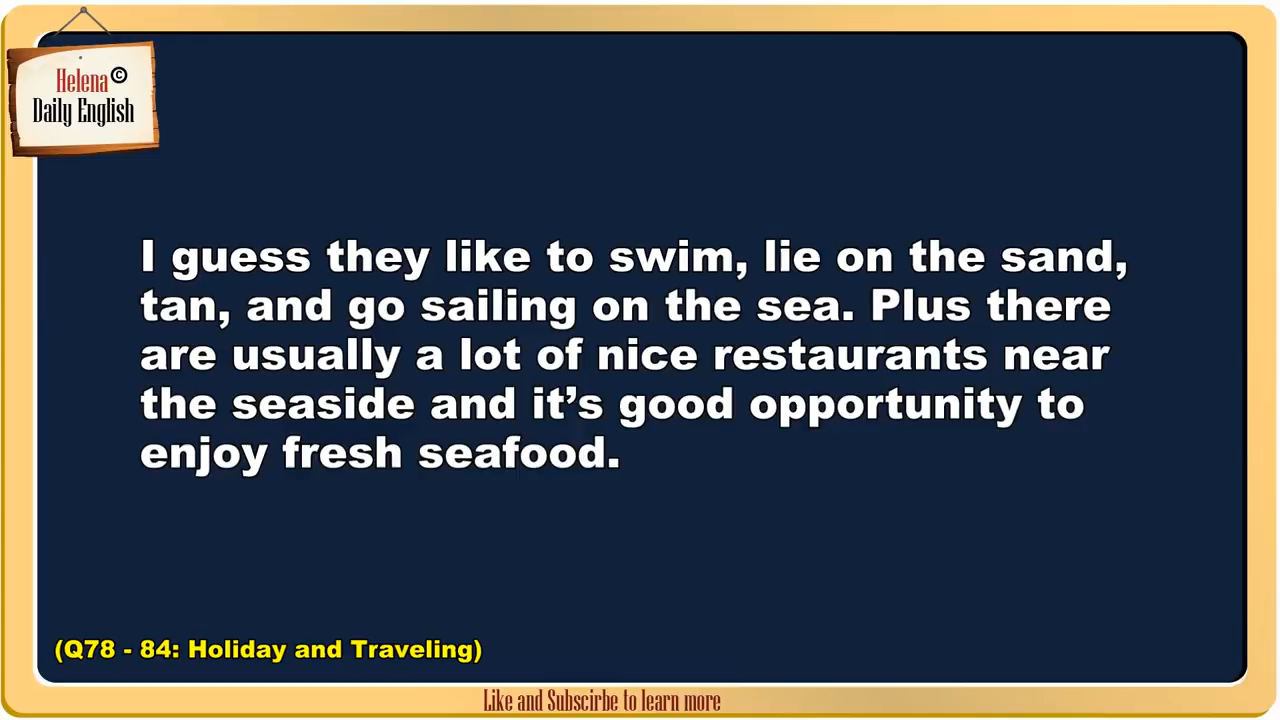 Helena©
Daily English
I guess they like to swim, lie on the sand,
tan, and go sailing on the sea. Plus there
are usually a lot of nice restaurants near
the seaside and it’s good opportunity to
enjoy fresh seafood.
(Q78 - 84: Holiday and Traveling)
Like and Subscirbe to learn more